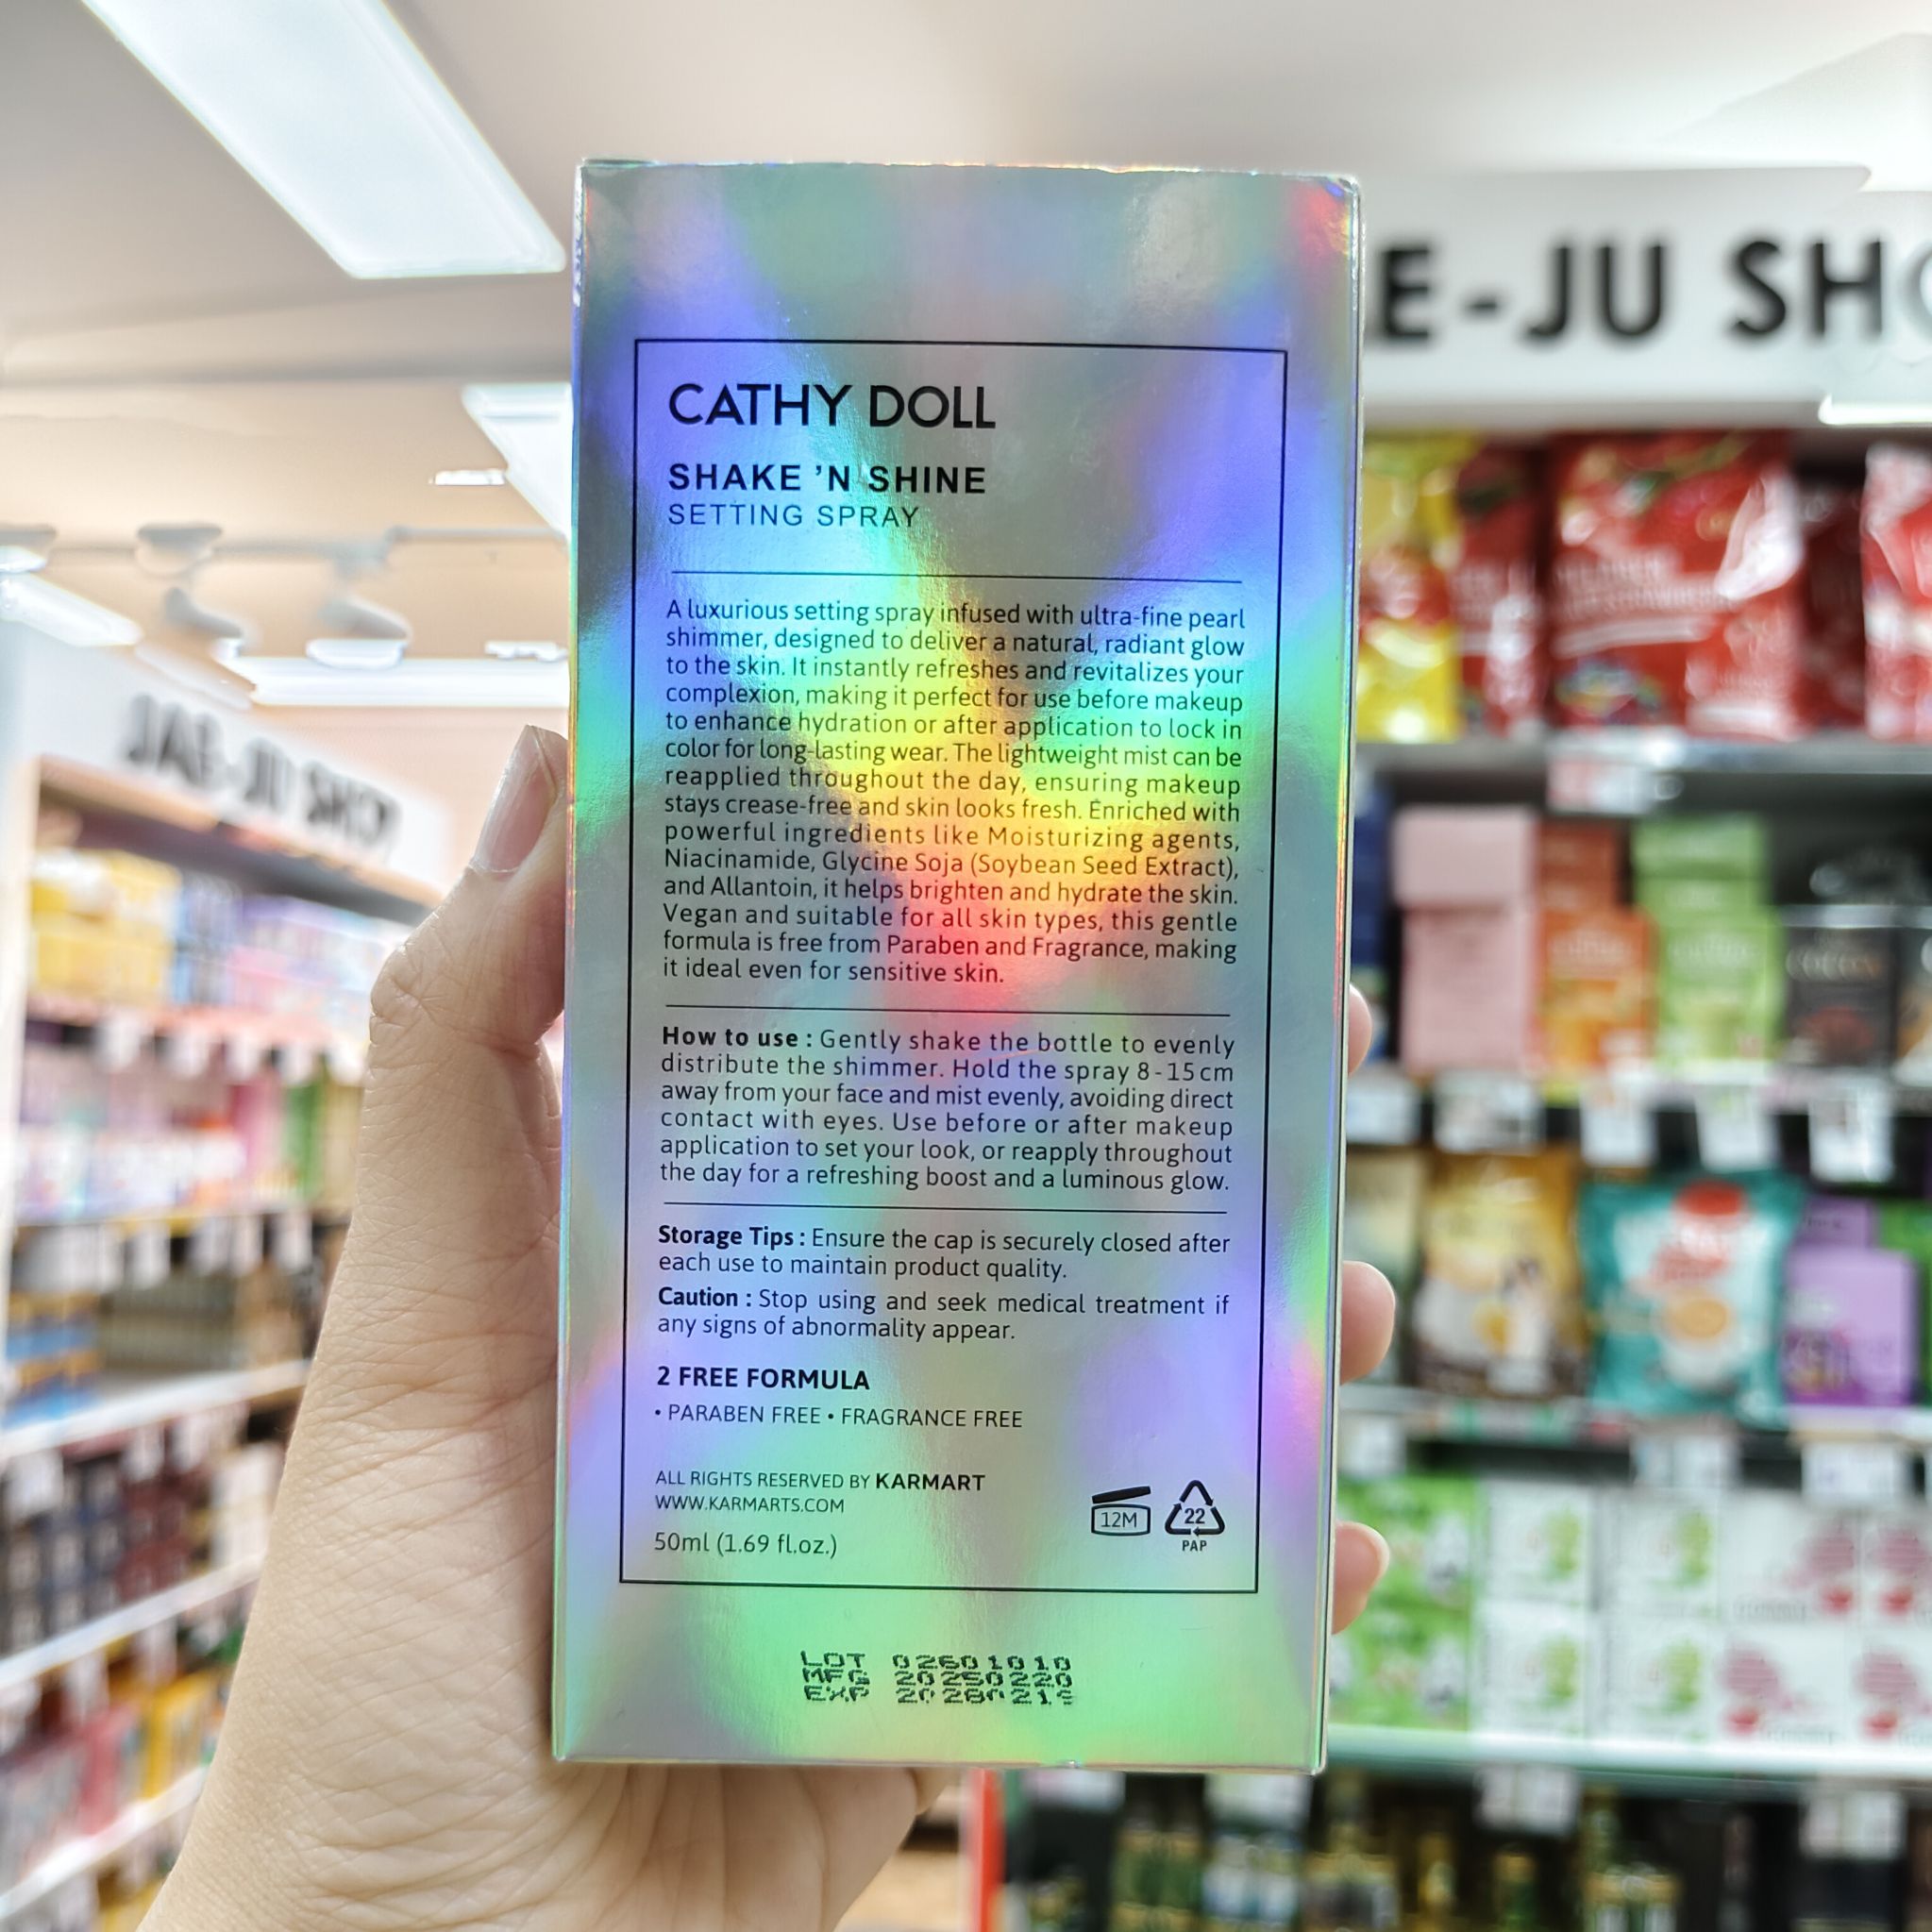 CATHY DOLL
SHAKE 'N SHINE
SETTING SPRAY
A luxurious setting spray infused with ultra-fine pearl
shimmer, designed to deliver a natural, radiant glow
to the skin. It instantly refreshes and revitalizes your
complexion, making it perfect for use before makeup
to enhance hydration or after application to lock in
color for long-lasting wear. The lightweight mist can be
reapplied throughout the day, ensuring makeup
stays crease-free and skin looks fresh. Enriched with
powerful ingredients like Moisturizing agents,
Niacinamide, Glycine Soja (Soybean Seed Extract),
and Allantoin, it helps brighten and hydrate the skin.
Vegan and suitable for all skin types, this gentle
formula is free from Paraben and Fragrance, making
it ideal even for sensitive skin.
How to use : Gently shake the bottle to evenly
distribute the shimmer. Hold the spray 8-15cm
away from your face and mist evenly, avoiding direct
contact with eyes. Use before or after makeup
application to set your look, or reapply throughout
the day for a refreshing boost and a luminous glow.
Storage Tips : Ensure the cap is securely closed after
each use to maintain product quality.
Caution : Stop using and seek medical treatment if
any signs of abnormality appear.
2 FREE FORMULA
• PARABEN FREE • FRAGRANCE FREE
ALL RIGHTS RESERVED BY KARMART
WWW.KARMARTS.COM
50ml (1.69 fl.oz.)
12M
22
PAP
LOT 02601010
MFG 20250220
EXP 20280219
E-JU SHO
JAE-JU SHOP